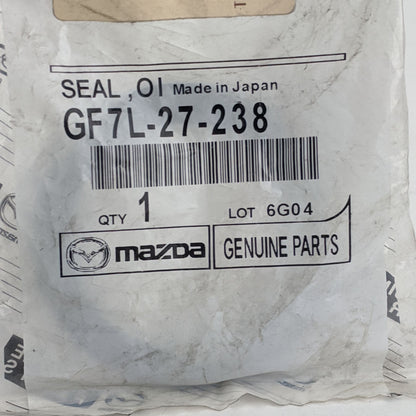 SEAL ,OI Made in Japan
GF7L-27-238
QTY 1 LOT 6G04
mazda GENUINE PARTS